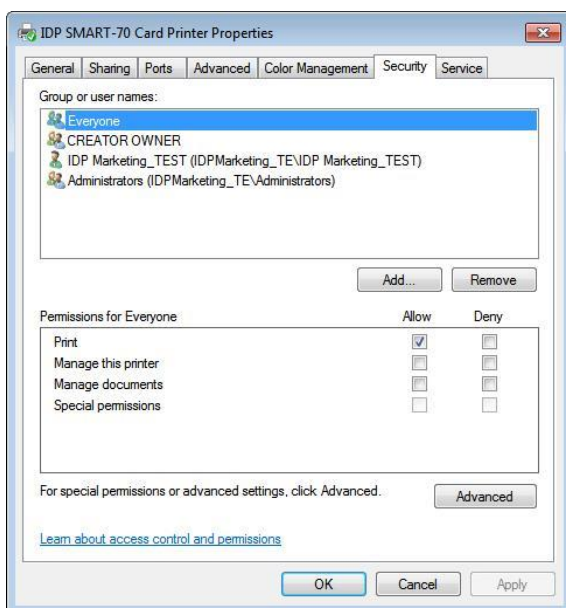 IDP SMART-70 Card Printer Properties
General Sharing Ports Advanced Color Management Security Service
Group or user names:
Everyone
CREATOR OWNER
IDP Marketing_TEST (IDPMarketing_TE\IDP Marketing_TEST)
Administrators (IDPMarketing_TE\Administrators)
Add... Remove
Permissions for Everyone Allow Deny
Print
Manage this printer
Manage documents
Special permissions
For special permissions or advanced settings, click Advanced. Advanced
Learn about access control and permissions
OK Cancel Apply